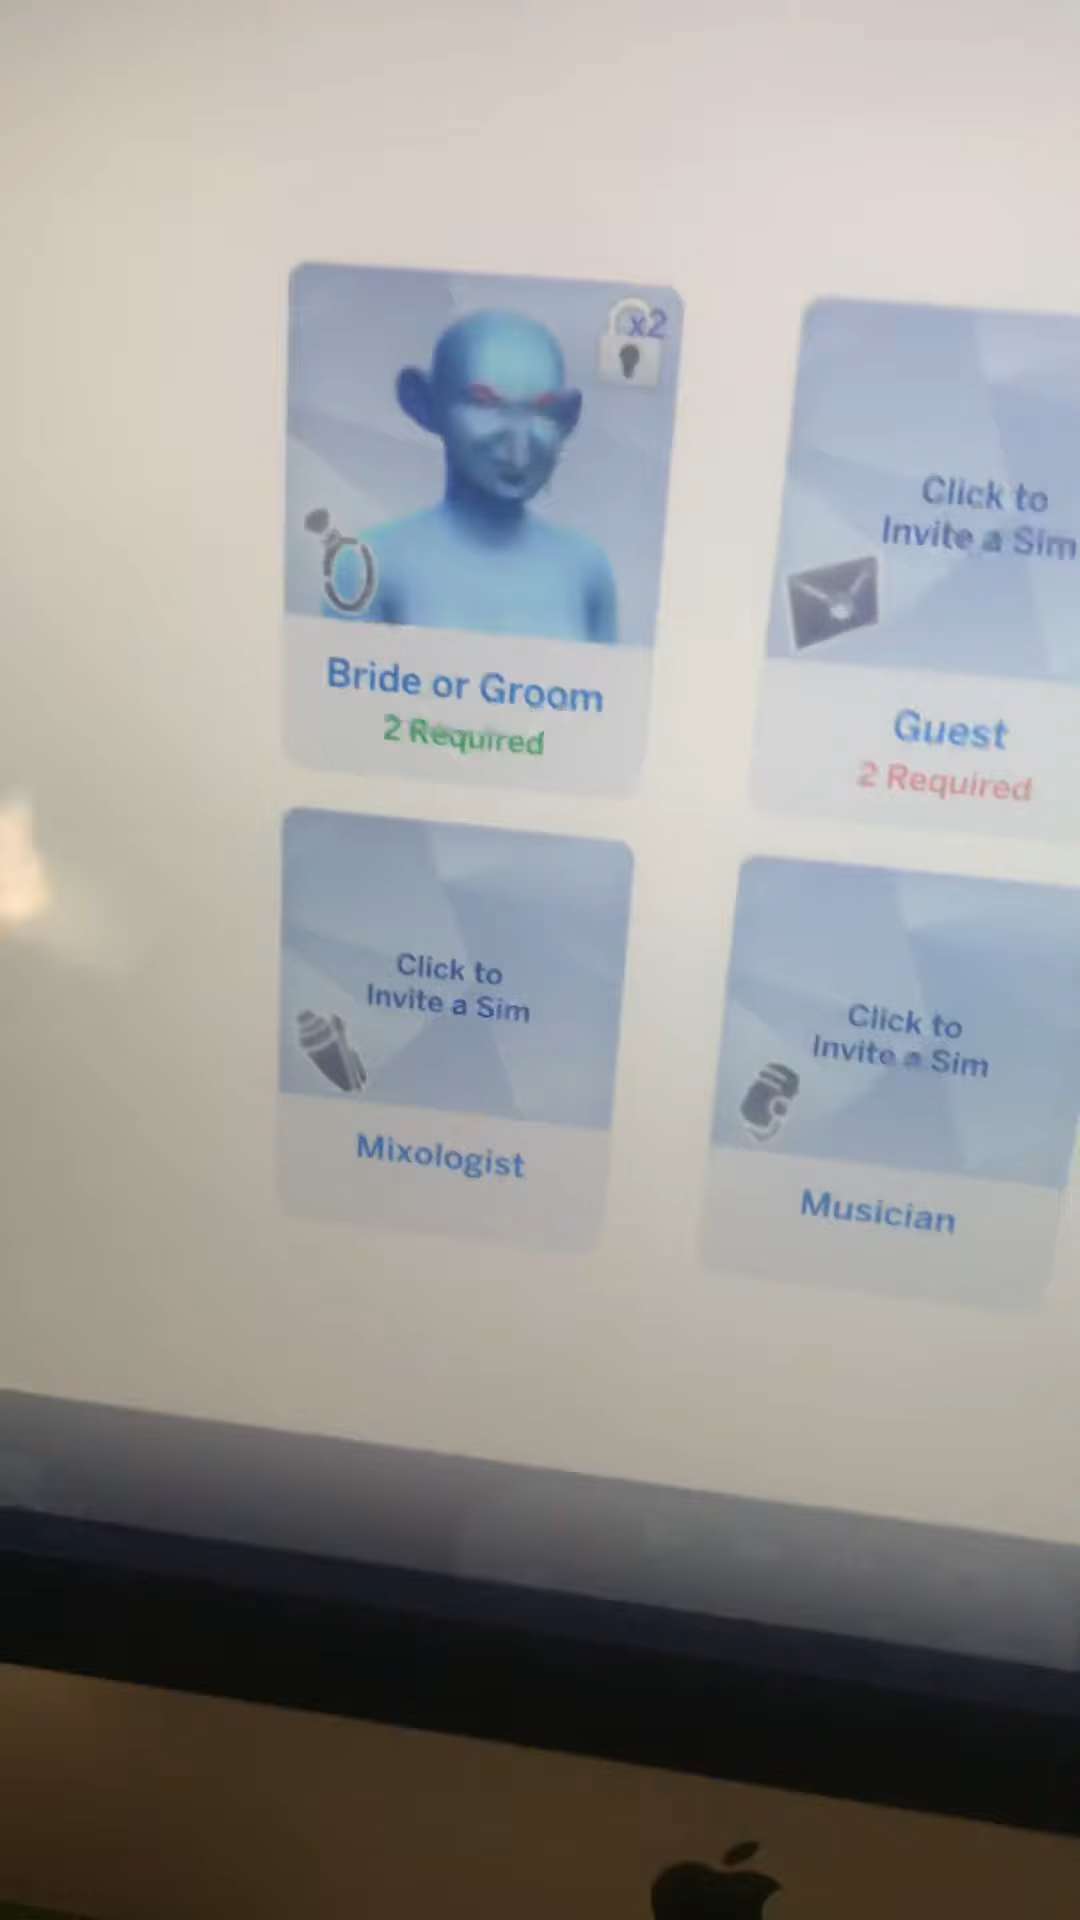 x2
Click to
Invite a Sim
Bride or Groom
2 Required
Guest
2 Required
Click to
Invite a Sim
Mixologist
Click to
Invite a Sim
Musician